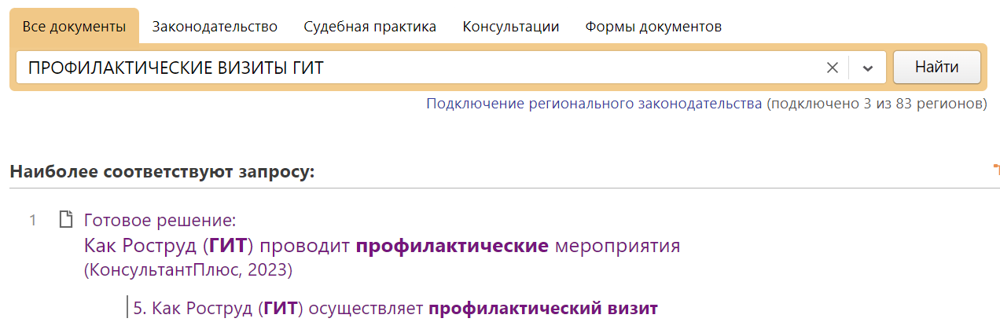 Все документы Законодательство Судебная практика Консультации Формы документов
ПРОФИЛАКТИЧЕСКИЕ ВИЗИТЫ ГИТ Найти
Подключение регионального законодательства (подключено 3 из 83 регионов)
Наиболее соответствуют запросу:
1 Готовое решение:
Как Роструд (ГИТ) проводит профилактические мероприятия
(КонсультантПлюс, 2023)
5. Как Роструд (ГИТ) осуществляет профилактический визит